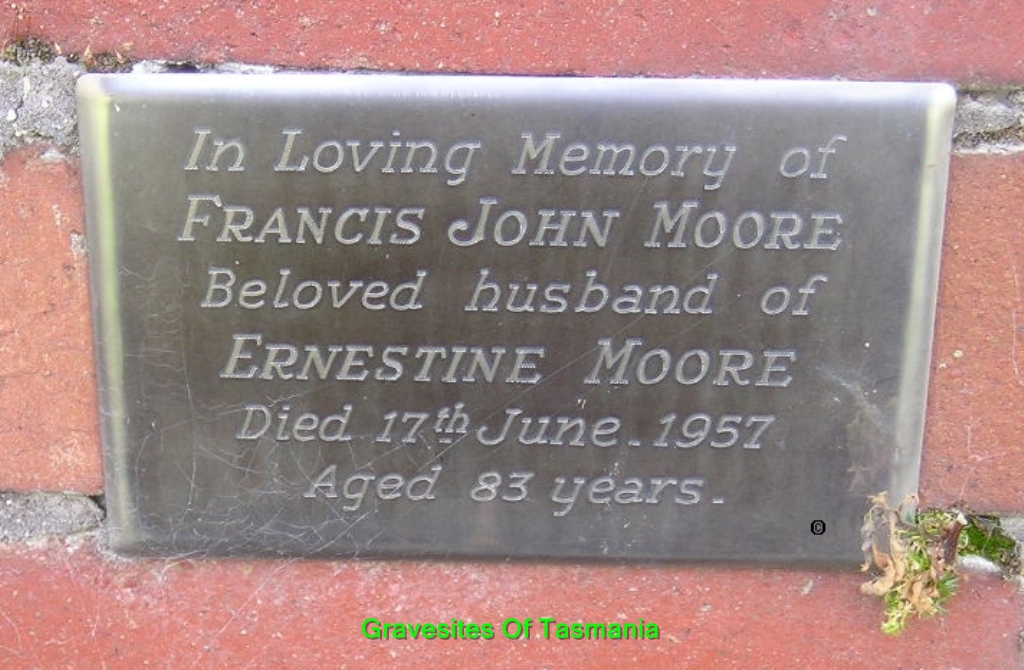 In Loving Memory of
FRANCIS JOHN MOORE
Beloved husband of
ERNESTINE MOORE
Died 17th June. 1957
Aged 83 years.
©
Gravesites Of Tasmania